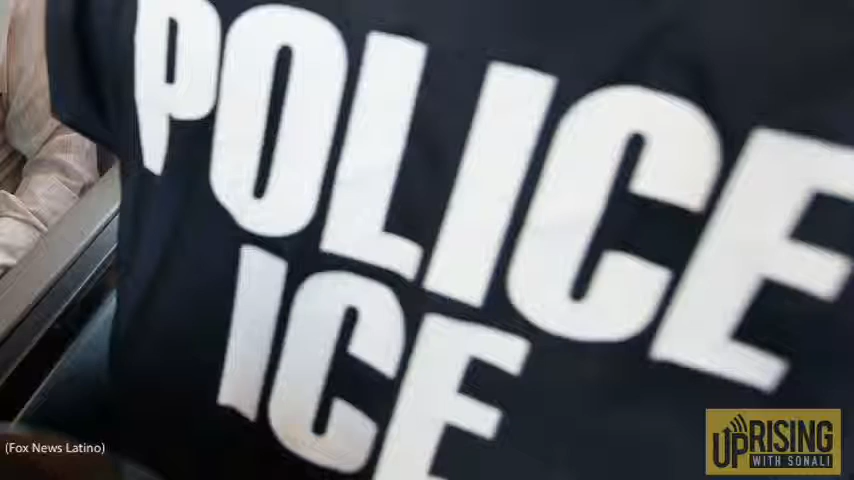 POLICE
ICE
(Fox News Latino)
UPRISING
WITH SONALI